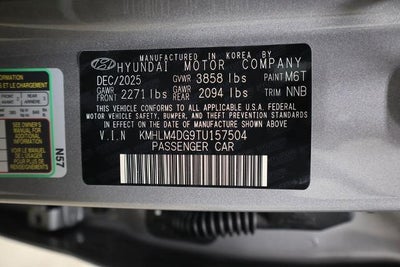 MANUFACTURED IN KOREA BY
HYUNDAI MOTOR COMPANY
DEC/2025 GVWR 3858 lbs PAINT M6T
GAWR FRONT 2271 lbs GAWR REAR 2094 lbs TRIM NNB
THIS VEHICLE CONFORMS TO ALL APPLICABLE U.S.A. FEDERAL
MOTOR VEHICLE SAFETY, BUMPER, AND THEFT PREVENTION
STANDARDS IN EFFECT ON THE DATE OF MANUFACTURE SHOWN ABOVE.
V.I.N KMHLM4DG9TU157504
PASSENGER CAR
N57